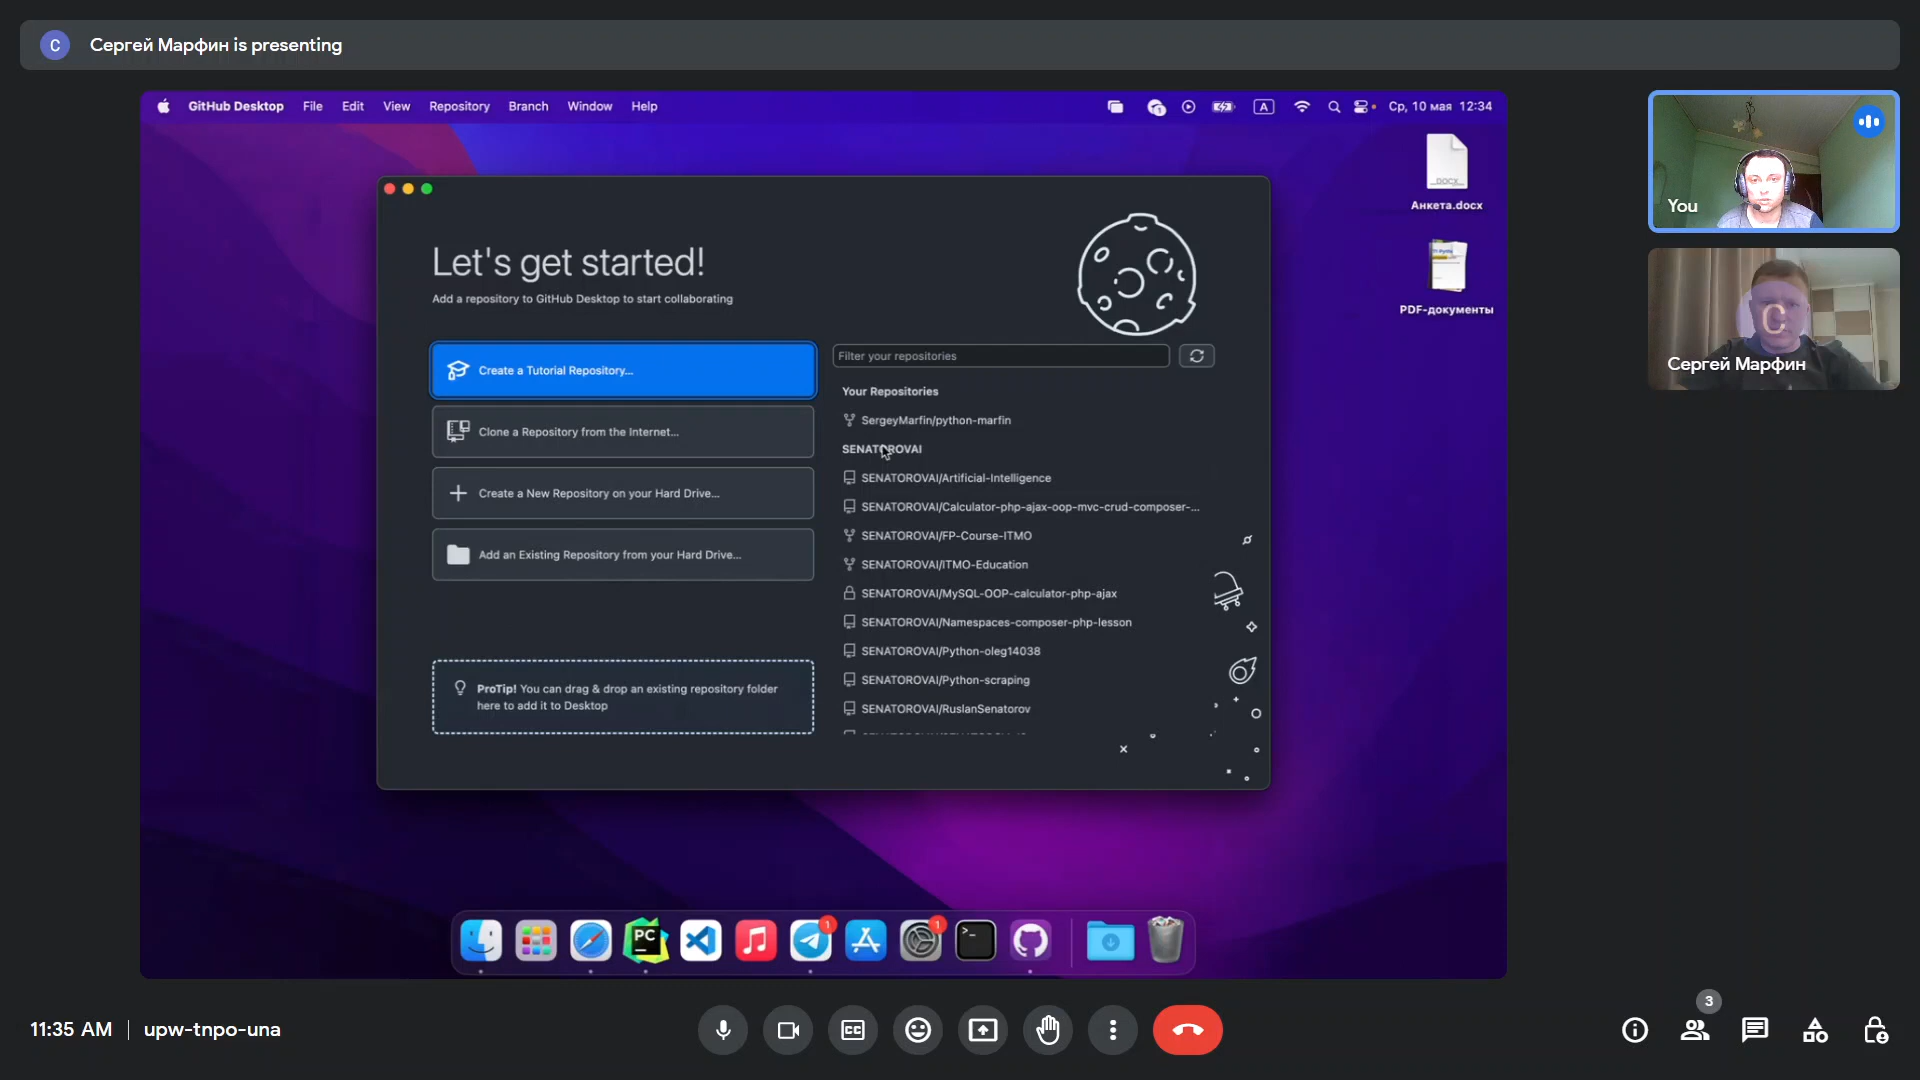 С
Сергей Марфин is presenting
GitHub Desktop File Edit View Repository Branch Window Help
1
A
Ср, 10 мая 12:34
DOCX
Анкета.docx
PDF-документы
You
С
Сергей Марфин
Let's get started!
Add a repository to GitHub Desktop to start collaborating
Create a Tutorial Repository...
Clone a Repository from the Internet...
Create a New Repository on your Hard Drive...
Add an Existing Repository from your Hard Drive...
ProTip! You can drag & drop an existing repository folder
here to add it to Desktop
Filter your repositories
Your Repositories
SergeyMarfin/python-marfin
SENATOROVAI
SENATOROVAI/Artificial-Intelligence
SENATOROVAI/Calculator-php-ajax-oop-mvc-crud-composer-...
SENATOROVAI/FP-Course-ITMO
SENATOROVAI/ITMO-Education
SENATOROVAI/MySQL-OOP-calculator-php-ajax
SENATOROVAI/Namespaces-composer-php-lesson
SENATOROVAI/Python-oleg14038
SENATOROVAI/Python-scraping
SENATOROVAI/RuslanSenatorov
PC
1
1
11:35 AM | upw-tnpo-una
CC
3